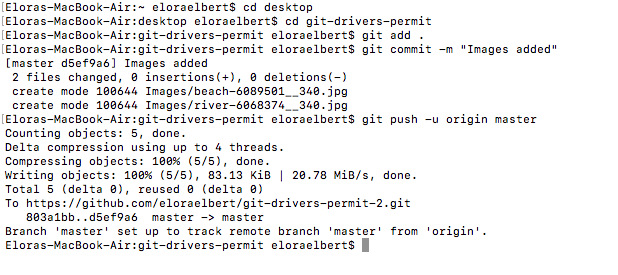 [Eloras-MacBook-Air:~ eloraelbert$ cd desktop
[Eloras-MacBook-Air:desktop eloraelbert$ cd git-drivers-permit
[Eloras-MacBook-Air:git-drivers-permit eloraelbert$ git add .
[Eloras-MacBook-Air:git-drivers-permit eloraelbert$ git commit -m "Images added"
[master d5ef9a6] Images added
 2 files changed, 0 insertions(+), 0 deletions(-)
 create mode 100644 Images/beach-6089501__340.jpg
 create mode 100644 Images/river-6068374__340.jpg
[Eloras-MacBook-Air:git-drivers-permit eloraelbert$ git push -u origin master
Counting objects: 5, done.
Delta compression using up to 4 threads.
Compressing objects: 100% (5/5), done.
Writing objects: 100% (5/5), 83.13 KiB | 20.78 MiB/s, done.
Total 5 (delta 0), reused 0 (delta 0)
To https://github.com/eloraelbert/git-drivers-permit-2.git
   803a1bb..d5ef9a6  master -> master
Branch 'master' set up to track remote branch 'master' from 'origin'.
Eloras-MacBook-Air:git-drivers-permit eloraelbert$